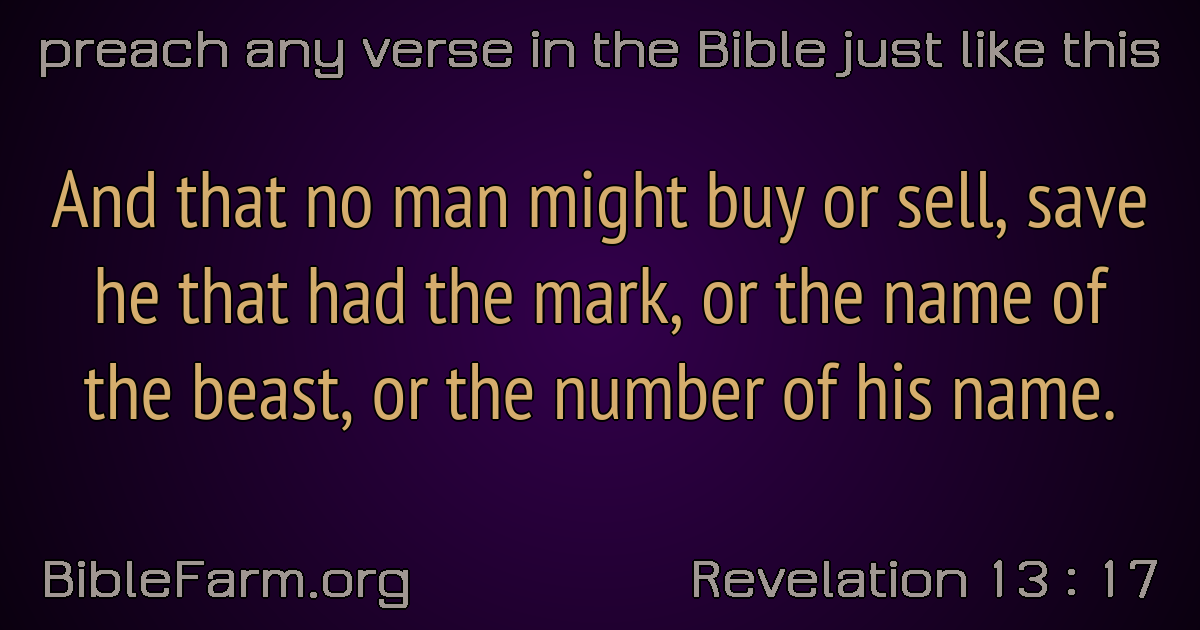 preach any verse in the Bible just like this
And that no man might buy or sell, save
he that had the mark, or the name of
the beast, or the number of his name.
BibleFarm.org
Revelation 13 : 17